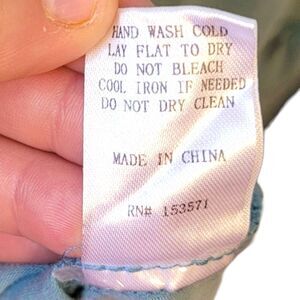 HAND WASH COLD
LAY FLAT TO DRY
DO NOT BLEACH
COOL IRON IF NEEDED
DO NOT DRY CLEAN
MADE IN CHINA
RN# 153571